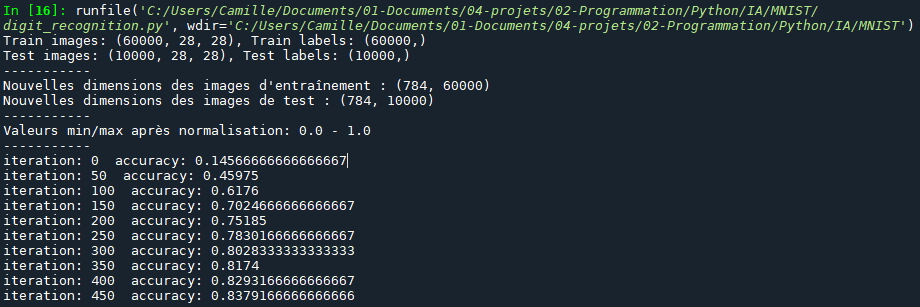 In [16]: runfile('C:/Users/Camille/Documents/01-Documents/04-projets/02-Programmation/Python/IA/MNIST/
digit_recognition.py', wdir='C:/Users/Camille/Documents/01-Documents/04-projets/02-Programmation/Python/IA/MNIST')
Train images: (60000, 28, 28), Train labels: (60000,)
Test images: (10000, 28, 28), Test labels: (10000,)
-----------
Nouvelles dimensions des images d'entraînement : (784, 60000)
Nouvelles dimensions des images de test : (784, 10000)
-----------
Valeurs min/max après normalisation: 0.0 - 1.0
-----------
iteration: 0  accuracy: 0.14566666666666667
iteration: 50  accuracy: 0.45975
iteration: 100  accuracy: 0.6176
iteration: 150  accuracy: 0.7024666666666667
iteration: 200  accuracy: 0.75185
iteration: 250  accuracy: 0.7830166666666667
iteration: 300  accuracy: 0.8028333333333333
iteration: 350  accuracy: 0.8174
iteration: 400  accuracy: 0.8293166666666667
iteration: 450  accuracy: 0.8379166666666666